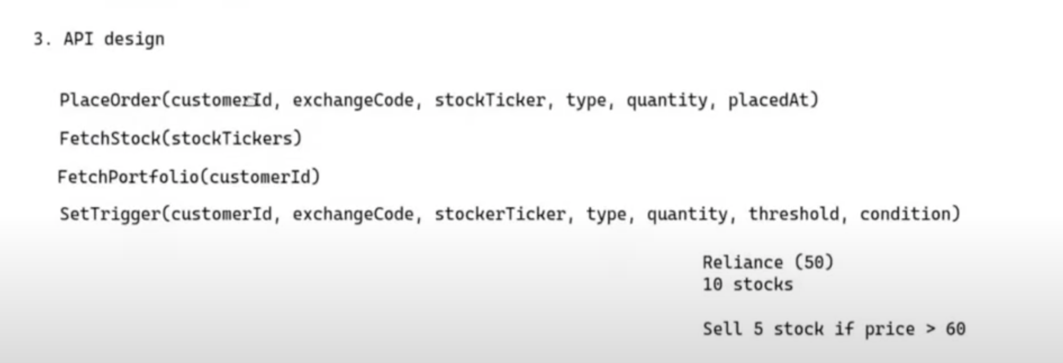 3. API design
PlaceOrder(customerId, exchangeCode, stockTicker, type, quantity, placedAt)
FetchStock(stockTickers)
FetchPortfolio(customerId)
SetTrigger(customerId, exchangeCode, stockerTicker, type, quantity, threshold, condition)
Reliance (50)
10 stocks
Sell 5 stock if price > 60